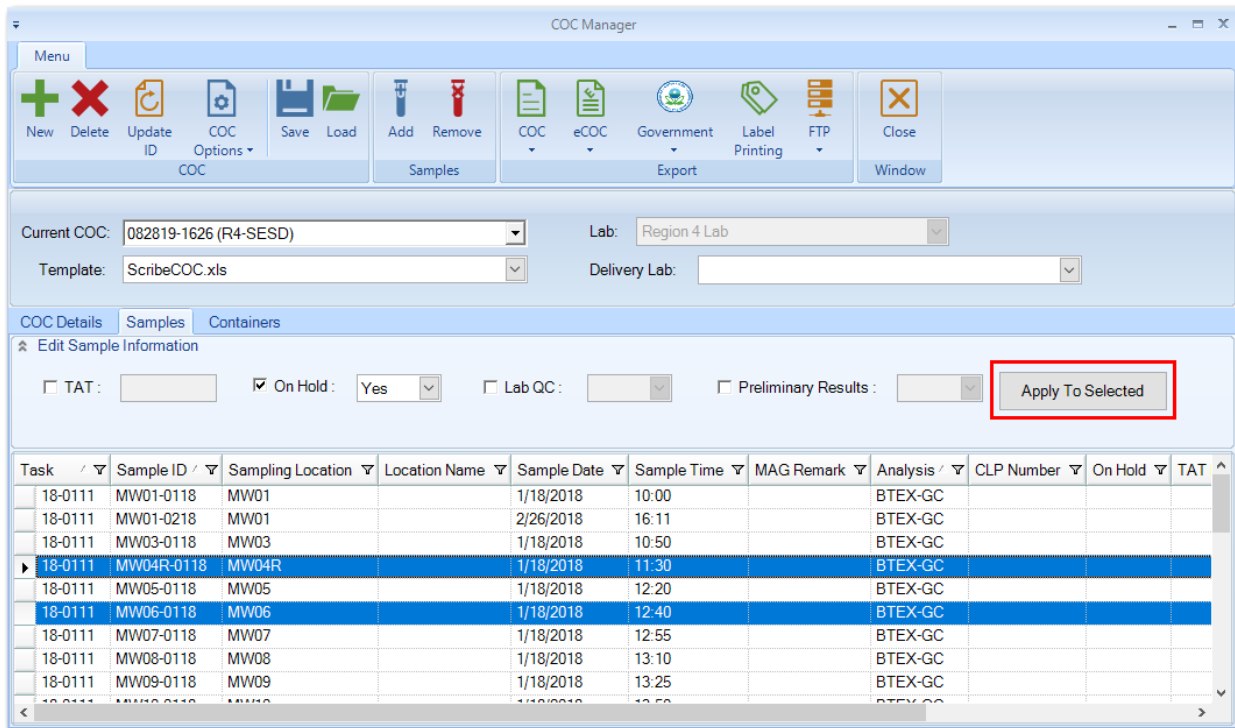 COC Manager
Menu
New Delete Update ID COC Options Save Load Add Remove COC eCOC Government Label Printing FTP Close
COC Samples Export Window
Current COC: 082819-1626 (R4-SESD) Lab: Region 4 Lab
Template: ScribeCOC.xls Delivery Lab:
COC Details Samples Containers
Edit Sample Information
TAT : On Hold : Yes Lab QC : Preliminary Results : Apply To Selected
Task Sample ID Sampling Location Location Name Sample Date Sample Time MAG Remark Analysis CLP Number On Hold TAT
18-0111 MW01-0118 MW01 1/18/2018 10:00 BTEX-GC
18-0111 MW01-0218 MW01 2/26/2018 16:11 BTEX-GC
18-0111 MW03-0118 MW03 1/18/2018 10:50 BTEX-GC
18-0111 MW04R-0118 MW04R 1/18/2018 11:30 BTEX-GC
18-0111 MW05-0118 MW05 1/18/2018 12:20 BTEX-GC
18-0111 MW06-0118 MW06 1/18/2018 12:40 BTEX-GC
18-0111 MW07-0118 MW07 1/18/2018 12:55 BTEX-GC
18-0111 MW08-0118 MW08 1/18/2018 13:10 BTEX-GC
18-0111 MW09-0118 MW09 1/18/2018 13:25 BTEX-GC